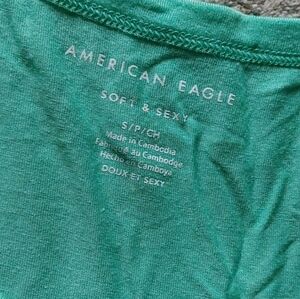 AMERICAN EAGLE
SOFT & SEXY
S/P/CH
Made in Cambodia
Fabriqué au Cambodge
Hecho en Camboya
DOUX ET SEXY